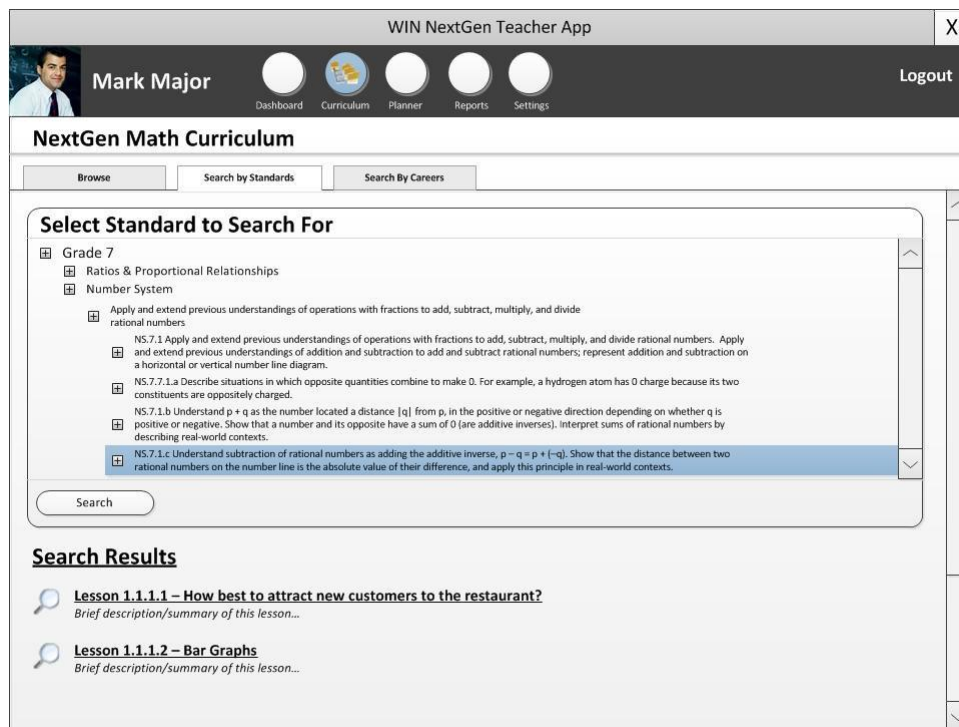 WIN NextGen Teacher App
X
Mark Major
Dashboard
Curriculum
Planner
Reports
Settings
Logout
NextGen Math Curriculum
Browse
Search by Standards
Search By Careers
Select Standard to Search For
Grade 7
Ratios & Proportional Relationships
Number System
Apply and extend previous understandings of operations with fractions to add, subtract, multiply, and divide
rational numbers
NS.7.1 Apply and extend previous understandings of operations with fractions to add, subtract, multiply, and divide rational numbers.  Apply
and extend previous understandings of addition and subtraction to add and subtract rational numbers; represent addition and subtraction on
a horizontal or vertical number line diagram.
NS.7.7.1.a Describe situations in which opposite quantities combine to make 0. For example, a hydrogen atom has 0 charge because its two
constituents are oppositely charged.
NS.7.1.b Understand p + q as the number located a distance |q| from p, in the positive or negative direction depending on whether q is
positive or negative. Show that a number and its opposite have a sum of 0 (are additive inverses). Interpret sums of rational numbers by
describing real-world contexts.
NS.7.1.c Understand subtraction of rational numbers as adding the additive inverse, p – q = p + (–q). Show that the distance between two
rational numbers on the number line is the absolute value of their difference, and apply this principle in real-world contexts.
Search
Search Results
Lesson 1.1.1.1 – How best to attract new customers to the restaurant?
Brief description/summary of this lesson...
Lesson 1.1.1.2 – Bar Graphs
Brief description/summary of this lesson...